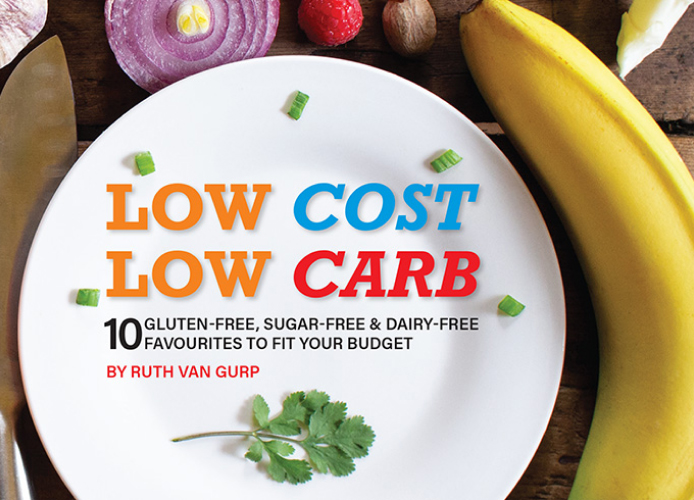 LOW COST
LOW CARB
10 GLUTEN-FREE, SUGAR-FREE & DAIRY-FREE
FAVOURITES TO FIT YOUR BUDGET
BY RUTH VAN GURP